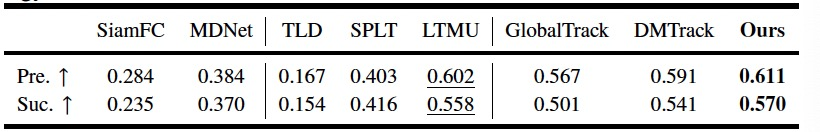 SiamFC MDNet TLD SPLT LTMU GlobalTrack DMTrack Ours
Pre. ↑ 0.284 0.384 0.167 0.403 0.602 0.567 0.591 0.611
Suc. ↑ 0.235 0.370 0.154 0.416 0.558 0.501 0.541 0.570